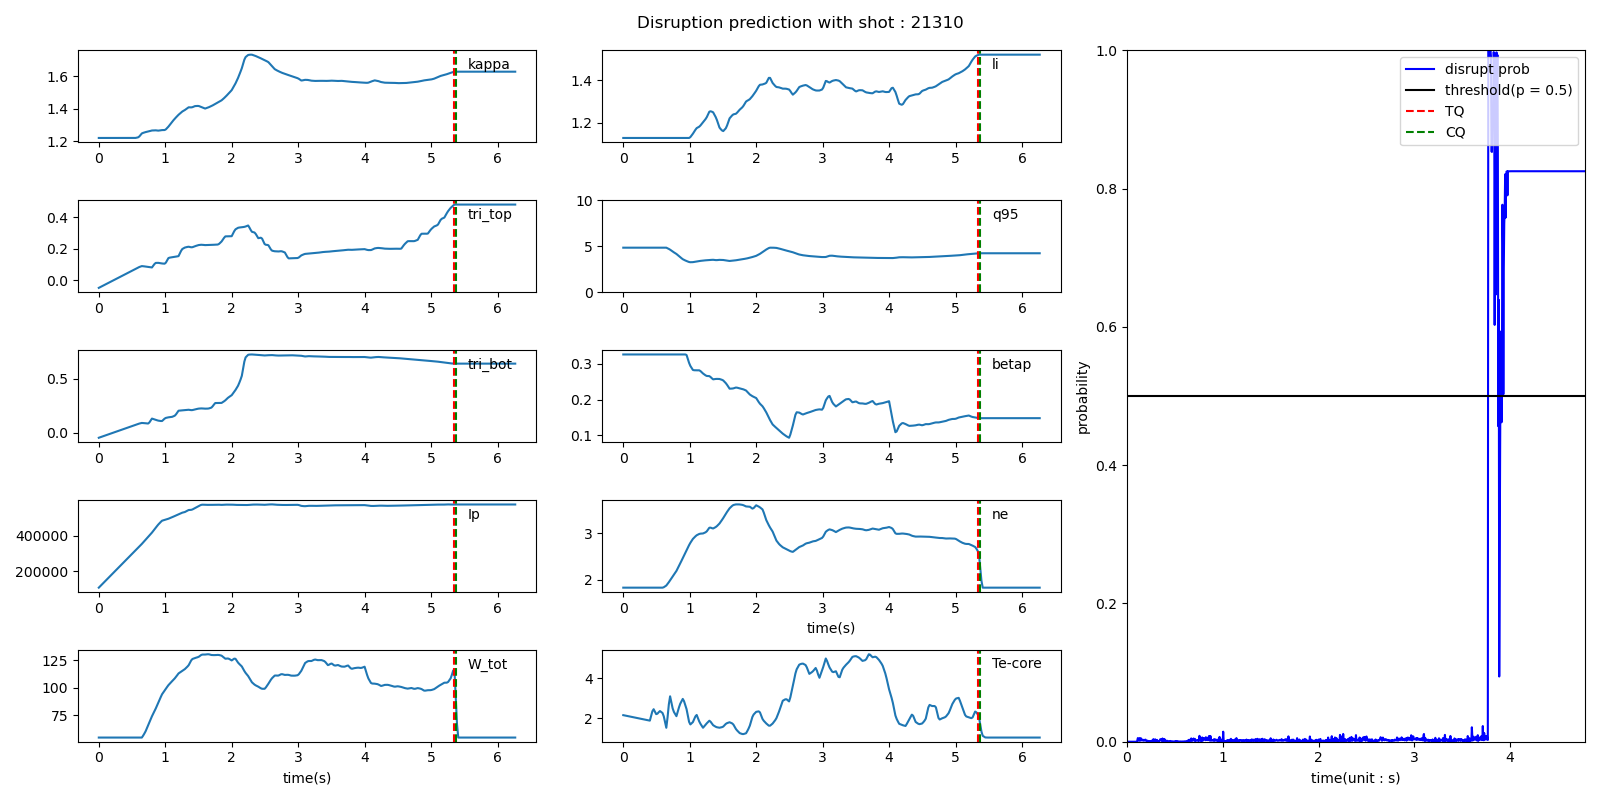 Disruption prediction with shot : 21310
kappa
1.6
1.4
1.2
0 1 2 3 4 5 6
li
1.4
1.2
0 1 2 3 4 5 6
tri_top
0.4
0.2
0.0
0 1 2 3 4 5 6
q95
10
5
0
0 1 2 3 4 5 6
tri_bot
0.5
0.0
0 1 2 3 4 5 6
betap
0.3
0.2
0.1
0 1 2 3 4 5 6
Ip
400000
200000
0 1 2 3 4 5 6
ne
3
2
0 1 2 3 4 5 6
time(s)
W_tot
125
100
75
0 1 2 3 4 5 6
time(s)
Te-core
4
2
0 1 2 3 4 5 6
disrupt prob
threshold(p = 0.5)
TQ
CQ
probability
1.0
0.8
0.6
0.4
0.2
0.0
0 1 2 3 4
time(unit : s)